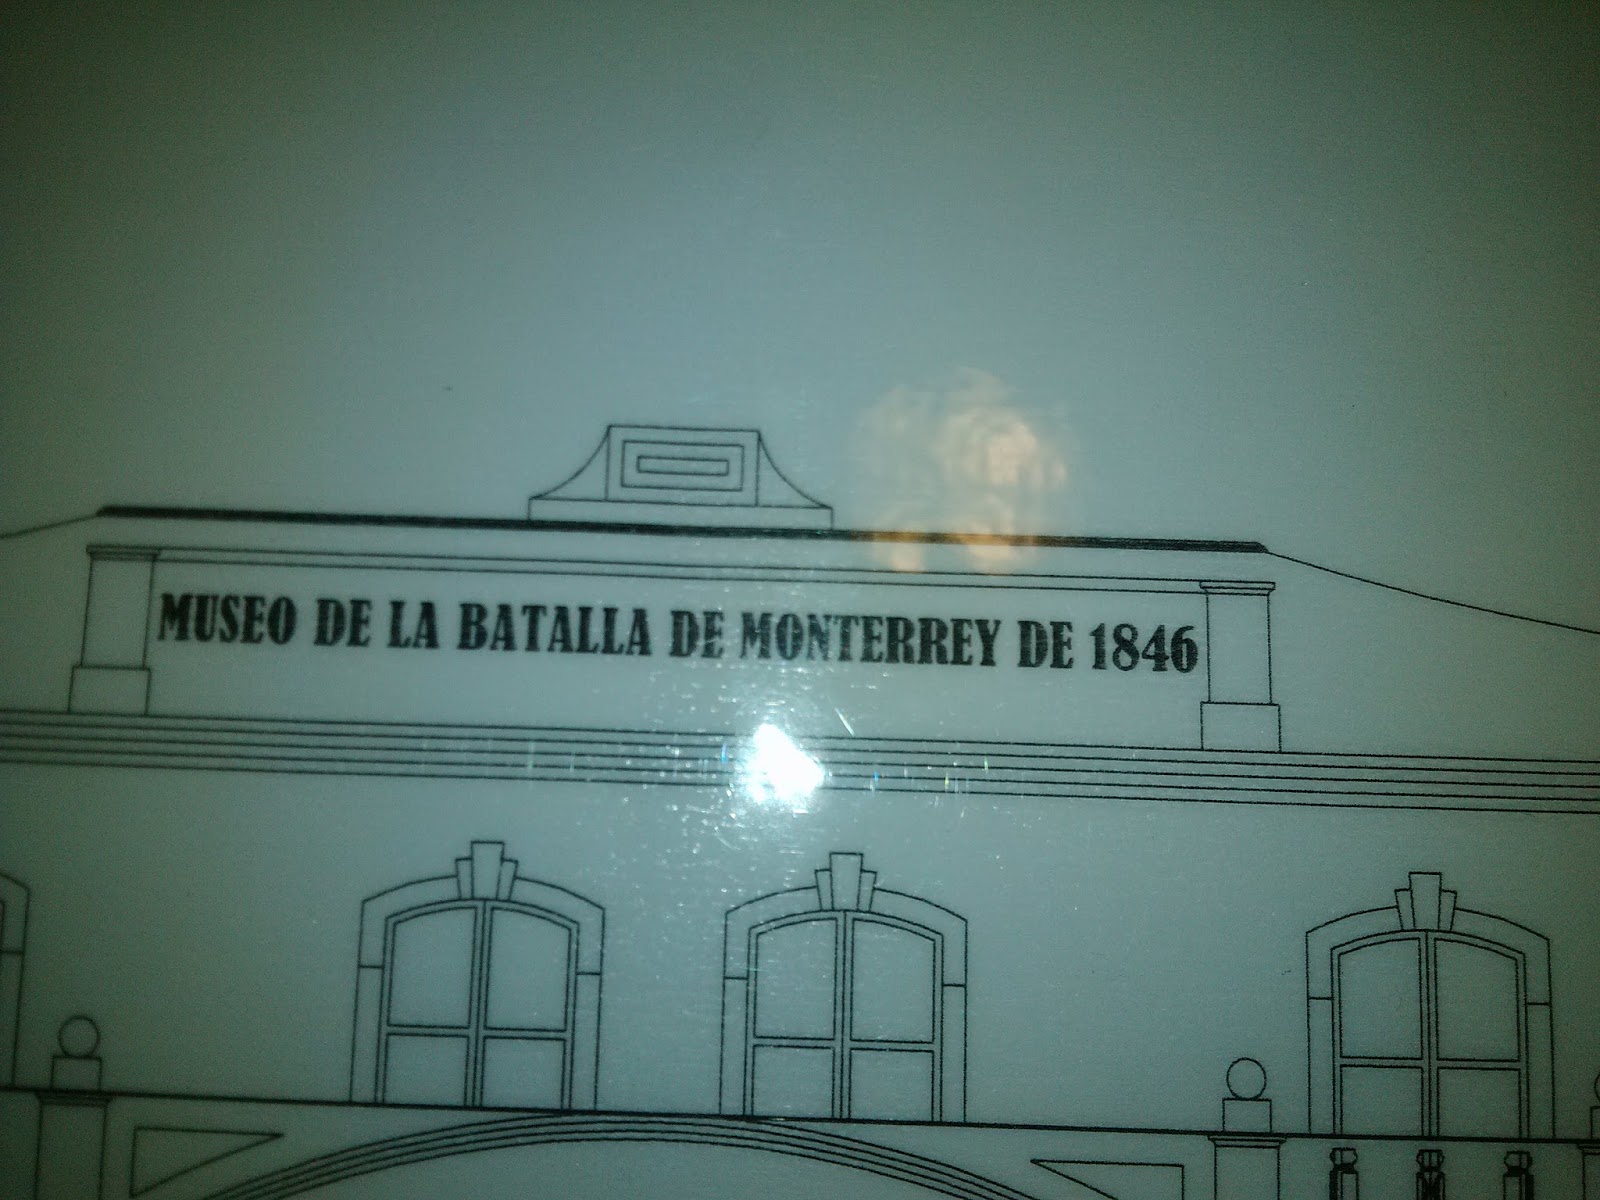 MUSEO DE LA BATALLA DE MONTERREY DE 1846